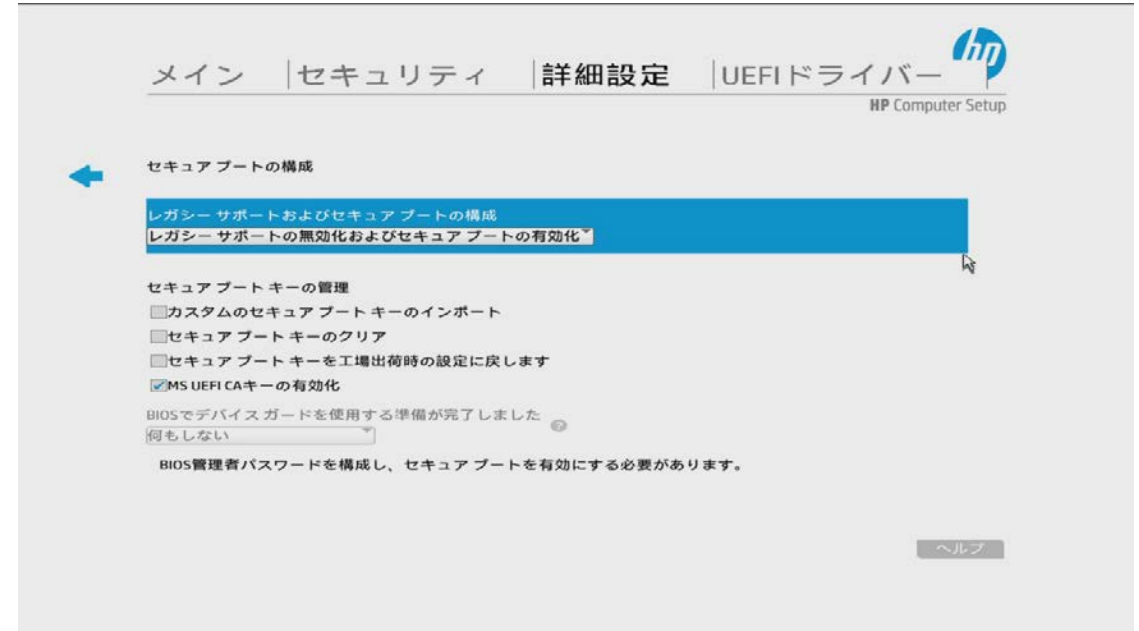 hp
メイン |セキュリティ |詳細設定 |UEFIドライバー
HP Computer Setup
セキュア ブートの構成
レガシー サポートおよびセキュア ブートの構成
レガシー サポートの無効化およびセキュア ブートの有効化
セキュア ブート キーの管理
カスタムのセキュア ブート キーのインポート
セキュア ブート キーのクリア
セキュア ブート キーを工場出荷時の設定に戻します
MS UEFI CAキーの有効化
BIOSでデバイス ガードを使用する準備が完了しました ?
何もしない
BIOS管理者パスワードを構成し、セキュア ブートを有効にする必要があります。
ヘルプ